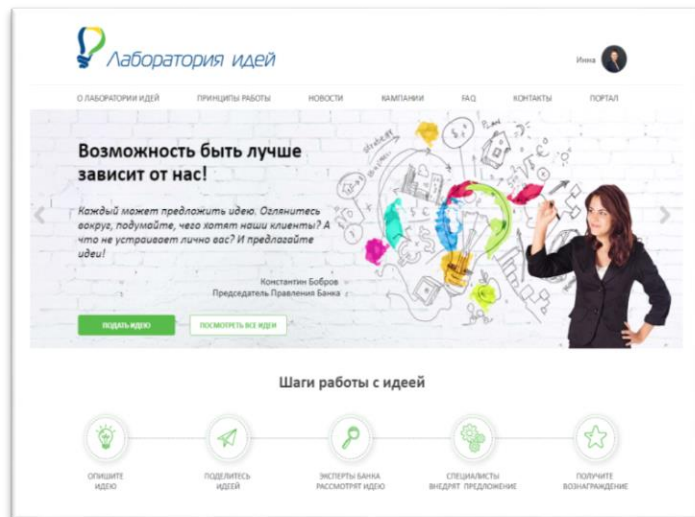 Лаборатория идей
Инна
О ЛАБОРАТОРИИ ИДЕЙ ПРИНЦИПЫ РАБОТЫ НОВОСТИ КАМПАНИИ FAQ КОНТАКТЫ ПОРТАЛ
Возможность быть лучше
зависит от нас!
Каждый может предложить идею. Оглянитесь
вокруг, подумайте, чего хотят наши клиенты? А
что не устраивает лично вас? И предлагайте
идеи!
Константин Бобров
Председатель Правления Банка
ПОДАТЬ ИДЕЮ ПОСМОТРЕТЬ ВСЕ ИДЕИ
Шаги работы с идеей
ОПИШИТЕ
ИДЕЮ
ПОДЕЛИТЕСЬ
ИДЕЕЙ
ЭКСПЕРТЫ БАНКА
РАССМОТРЯТ ИДЕЮ
СПЕЦИАЛИСТЫ
ВНЕДРЯТ ПРЕДЛОЖЕНИЕ
ПОЛУЧИТЕ
ВОЗНАГРАЖДЕНИЕ